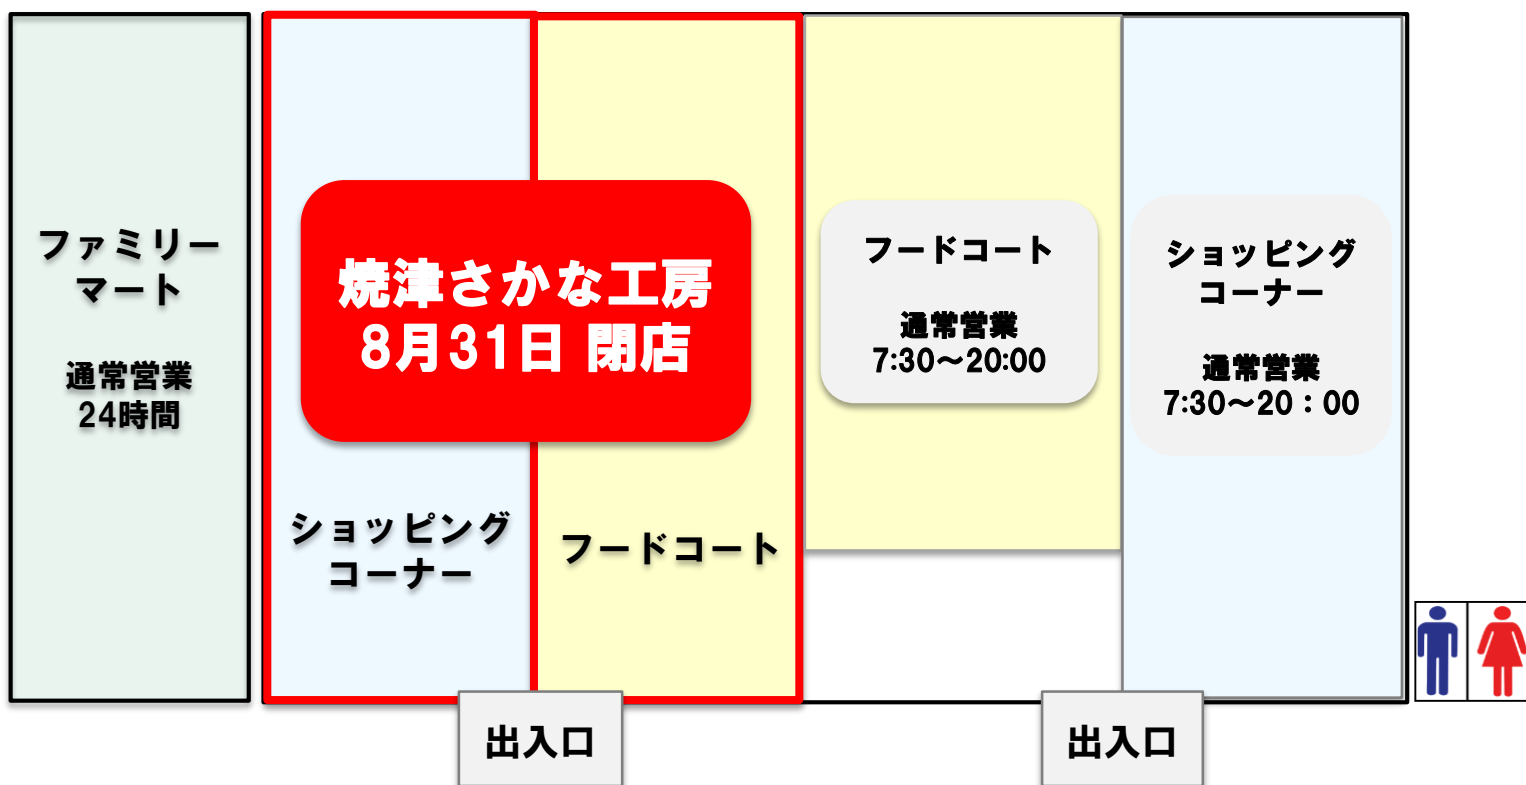 ファミリー
マート
通常営業
24時間
焼津さかな工房
8月31日 閉店
ショッピング
コーナー
フードコート
フードコート
通常営業
7:30～20:00
ショッピング
コーナー
通常営業
7:30～20：00
出入口
出入口